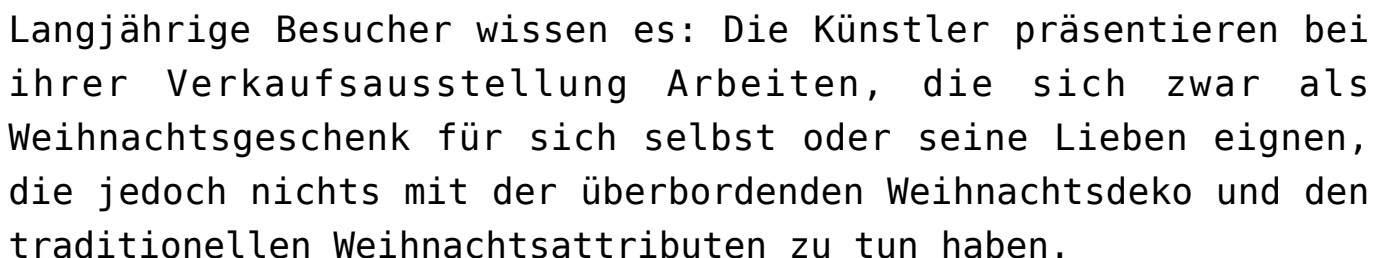 Langjährige Besucher wissen es: Die Künstler präsentieren bei
ihrer Verkaufsausstellung Arbeiten, die sich zwar als
Weihnachtsgeschenk für sich selbst oder seine Lieben eignen,
die jedoch nichts mit der überbordenden Weihnachtsdeko und den
traditionellen Weihnachtsattributen zu tun haben.